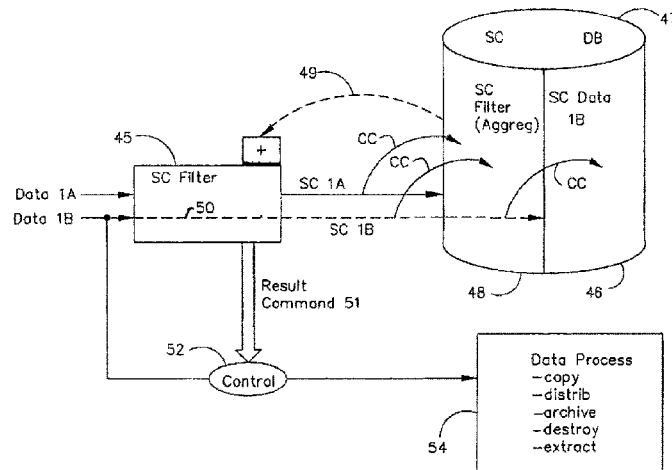 47
SC DB
49
SC
Filter
(Aggreg)
SC Data
1B
45
+
CC
CC
CC
SC Filter
Data 1A
SC 1A
Data 1B
50
SC 1B
Result
Command 51
48
46
52
Control
Data Process
-copy
-distrib
-archive
-destroy
-extract
54